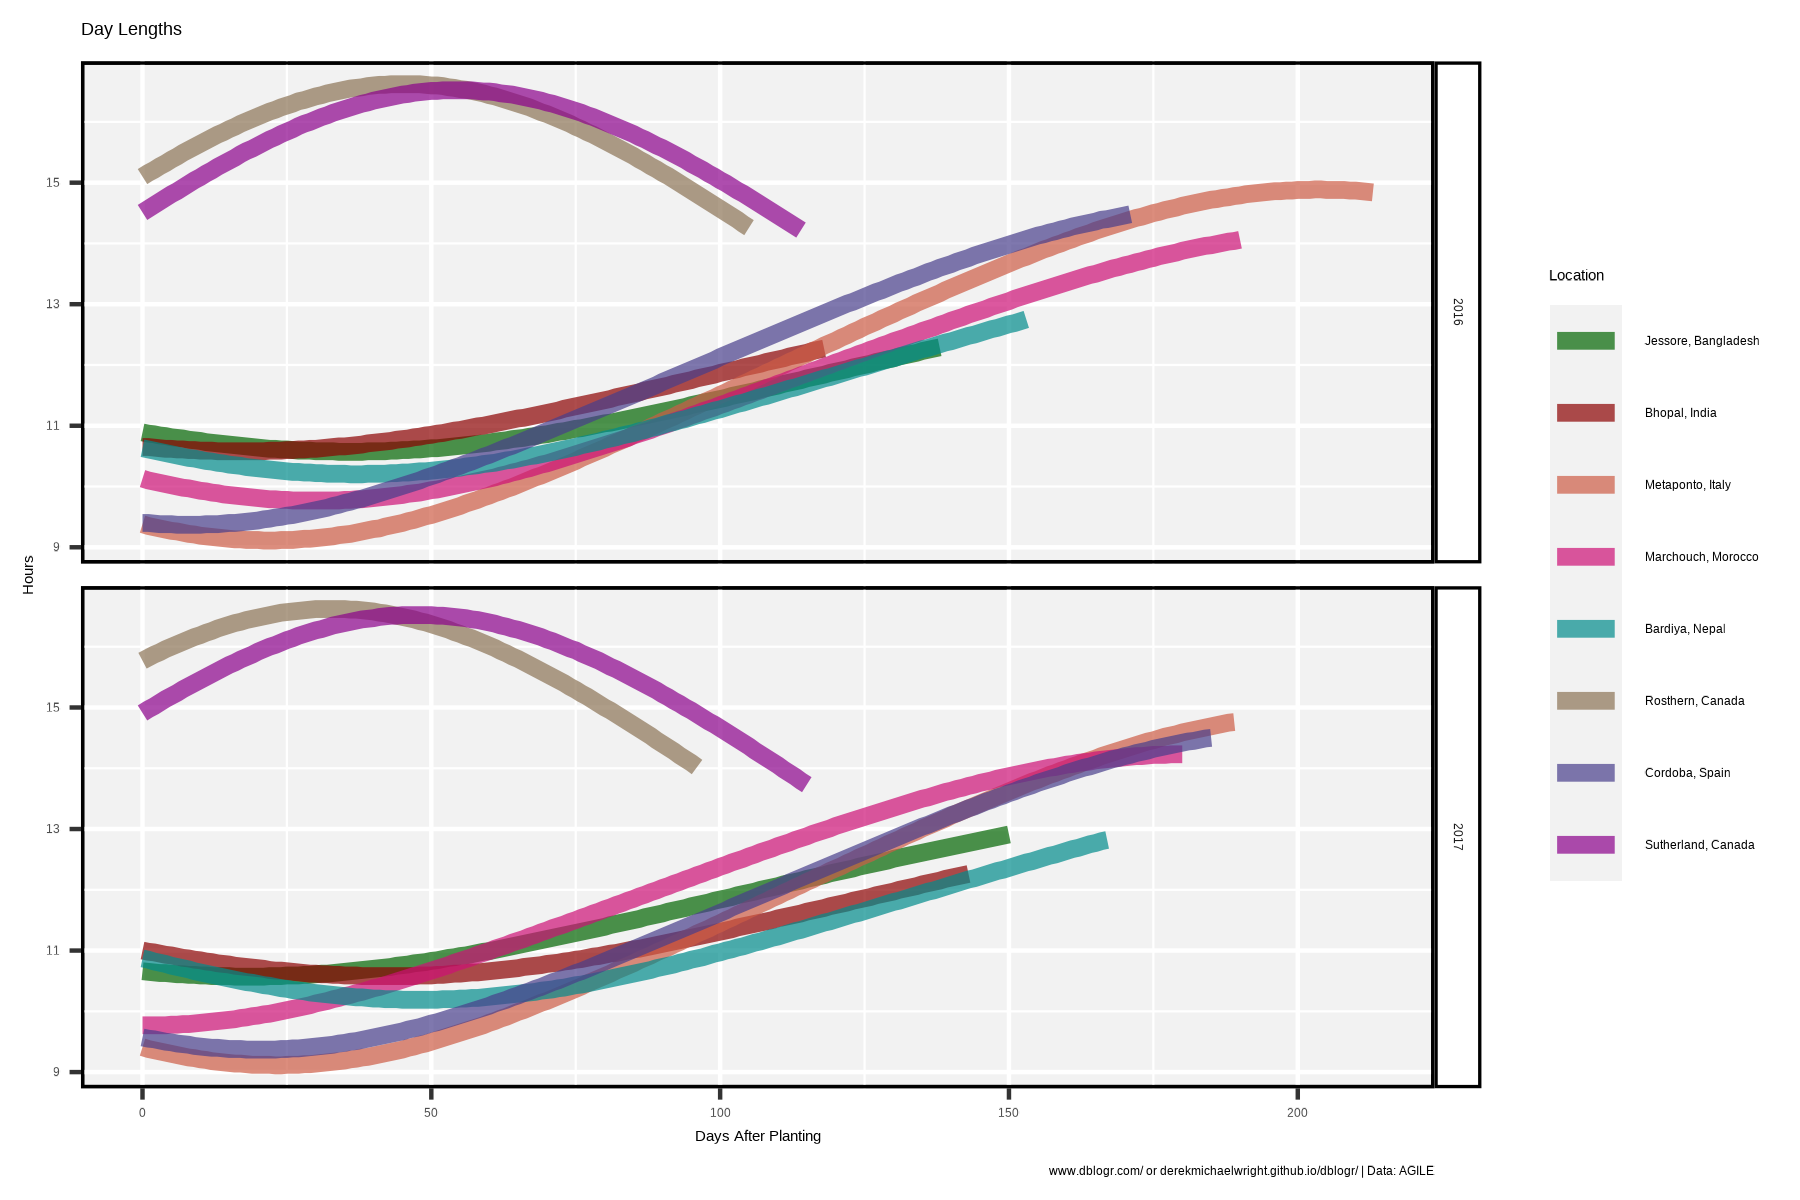 Day Lengths
15
13
11
9
2016
15
13
11
9
2017
Hours
0
50
100
150
200
Days After Planting
Location
Jessore, Bangladesh
Bhopal, India
Metaponto, Italy
Marchouch, Morocco
Bardiya, Nepal
Rosthern, Canada
Cordoba, Spain
Sutherland, Canada
www.dblogr.com/ or derekmichaelwright.github.io/dblogr/ | Data: AGILE